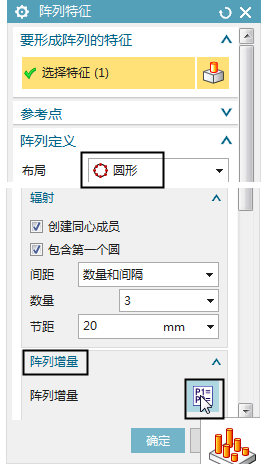 阵列特征
要形成阵列的特征
选择特征 (1)
参考点
阵列定义
布局 圆形
辐射
创建同心成员
包含第一个圆
间距 数量和间隔
数量 3
节距 20 mm
阵列增量
阵列增量
确定